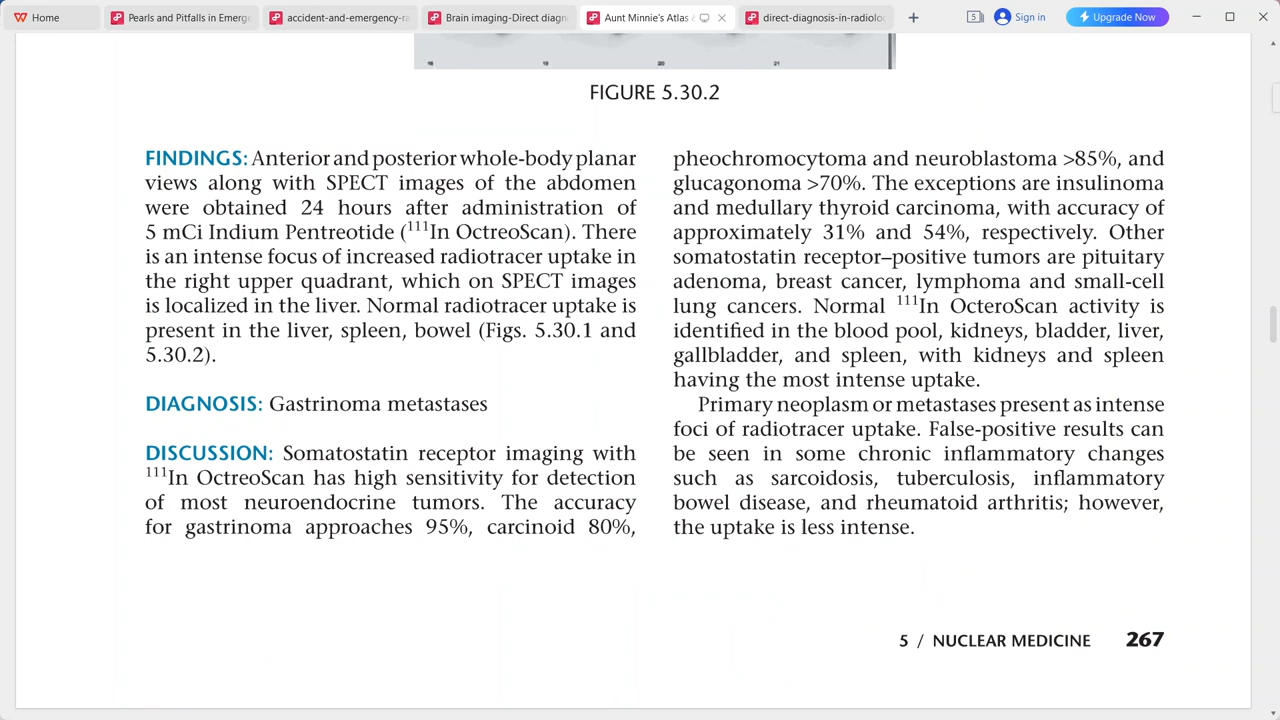 Home
Pearls and Pitfalls in Emerge
accident-and-emergency-ra
Brain imaging-Direct diagn
Aunt Minnie's Atlas
direct-diagnosis-in-radiolo
5
Sign in
Upgrade Now
19
20
21
FIGURE 5.30.2
FINDINGS: Anterior and posterior whole-body planar
views along with SPECT images of the abdomen
were obtained 24 hours after administration of
5 mCi Indium Pentreotide (¹¹¹In OctreoScan). There
is an intense focus of increased radiotracer uptake in
the right upper quadrant, which on SPECT images
is localized in the liver. Normal radiotracer uptake is
present in the liver, spleen, bowel (Figs. 5.30.1 and
5.30.2).
DIAGNOSIS: Gastrinoma metastases
DISCUSSION: Somatostatin receptor imaging with
¹¹¹In OctreoScan has high sensitivity for detection
of most neuroendocrine tumors. The accuracy
for gastrinoma approaches 95%, carcinoid 80%,
pheochromocytoma and neuroblastoma >85%, and
glucagonoma >70%. The exceptions are insulinoma
and medullary thyroid carcinoma, with accuracy of
approximately 31% and 54%, respectively. Other
somatostatin receptor–positive tumors are pituitary
adenoma, breast cancer, lymphoma and small-cell
lung cancers. Normal ¹¹¹In OcteroScan activity is
identified in the blood pool, kidneys, bladder, liver,
gallbladder, and spleen, with kidneys and spleen
having the most intense uptake.
Primary neoplasm or metastases present as intense
foci of radiotracer uptake. False-positive results can
be seen in some chronic inflammatory changes
such as sarcoidosis, tuberculosis, inflammatory
bowel disease, and rheumatoid arthritis; however,
the uptake is less intense.
5 / NUCLEAR MEDICINE 267